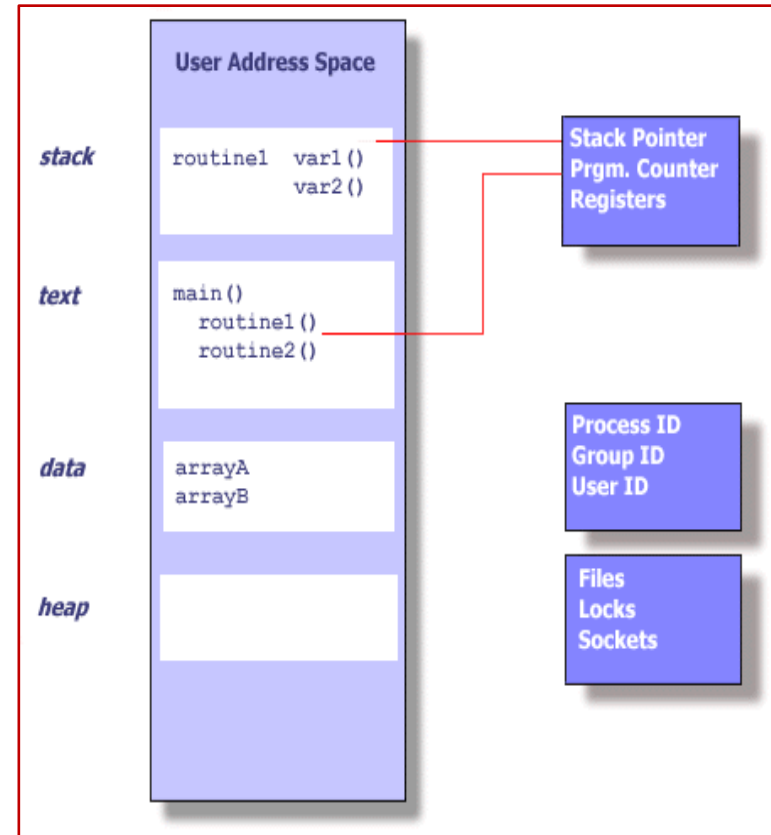 User Address Space
stack
routine1 var1()
var2()
text
main()
routine1()
routine2()
data
arrayA
arrayB
heap
Stack Pointer
Prgm. Counter
Registers
Process ID
Group ID
User ID
Files
Locks
Sockets